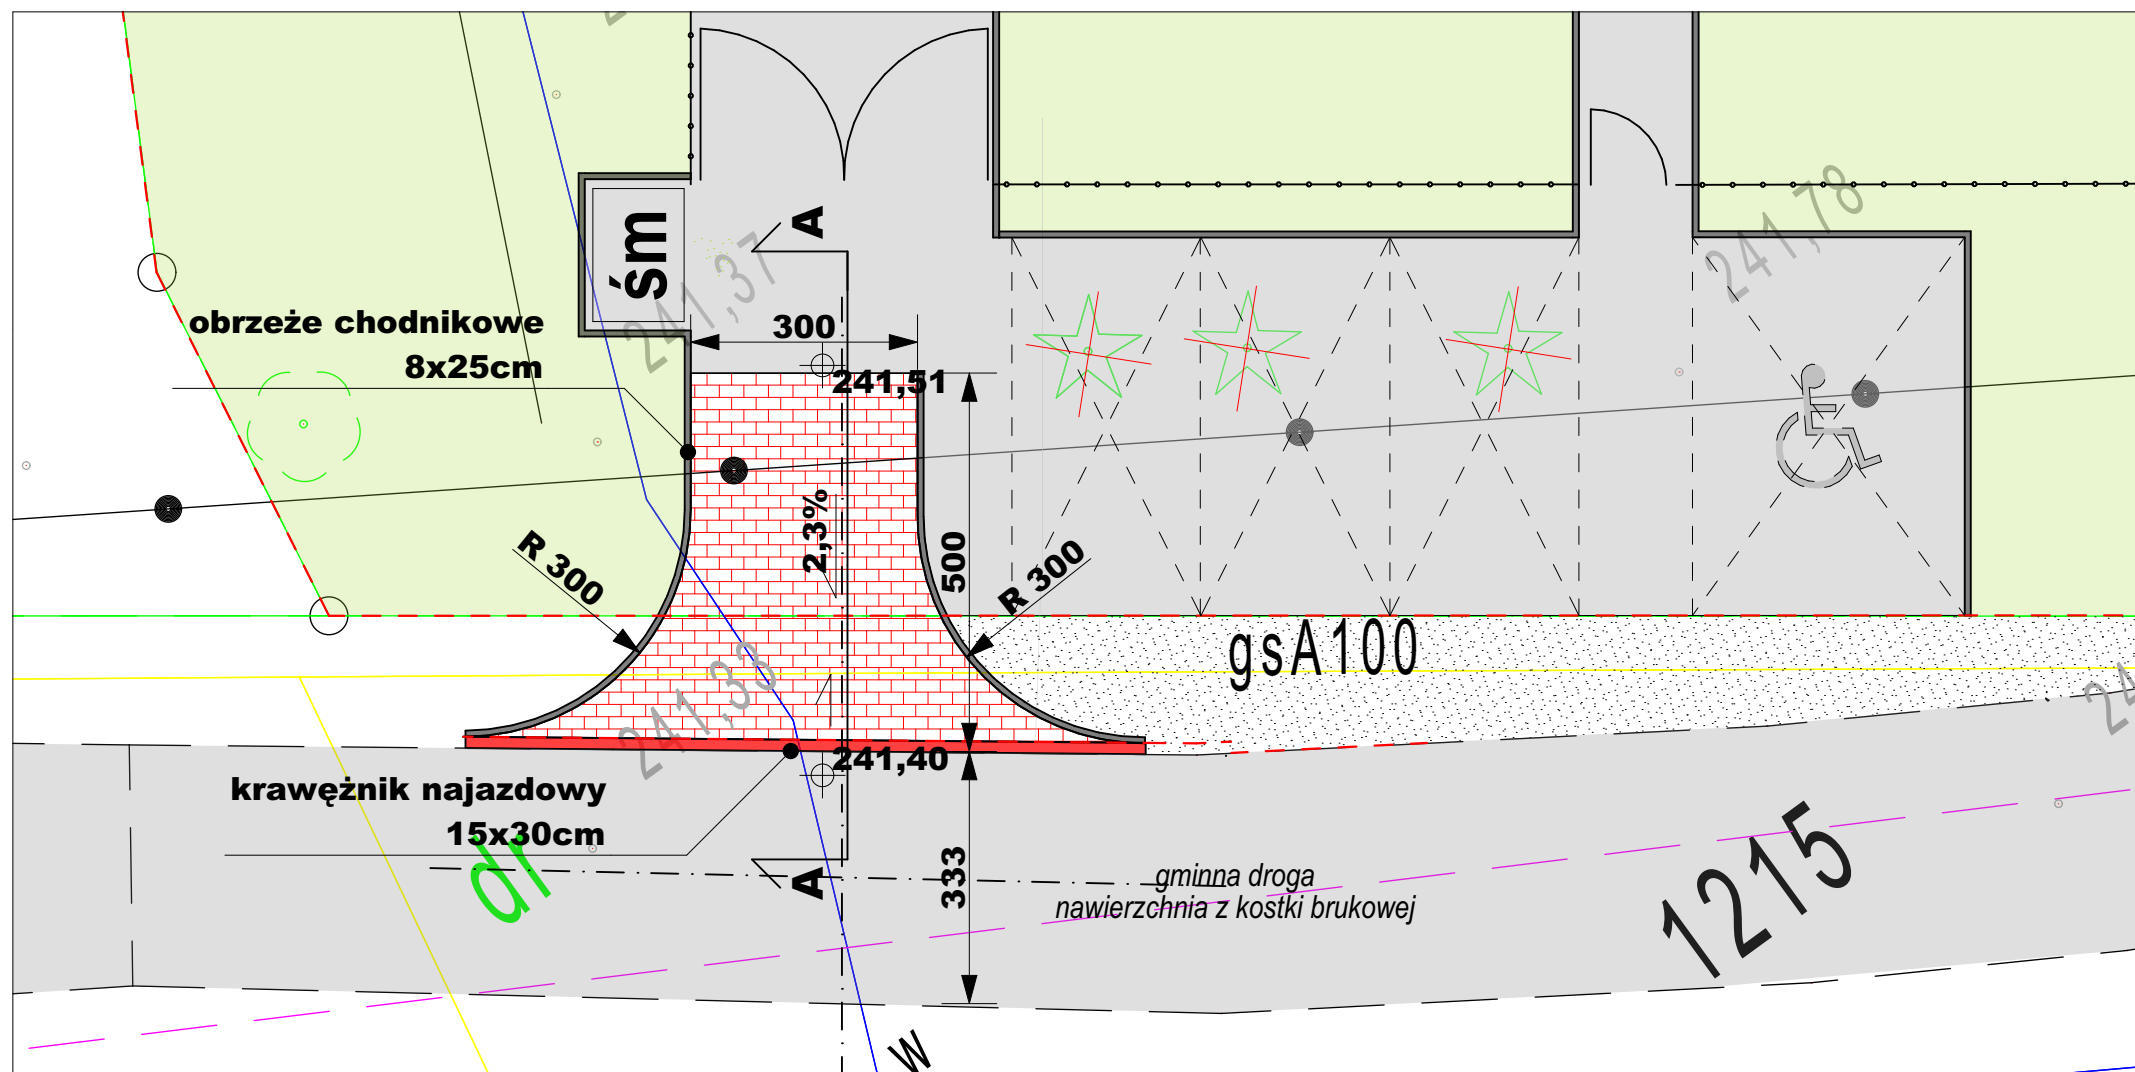 A
śm
241,37
241,78
obrzeże chodnikowe
8x25cm
300
241,51
2,3%
500
R 300
R 300
gsA100
241,33
241,40
krawężnik najazdowy
15x30cm
dr
A
333
gminna droga
nawierzchnia z kostki brukowej
1215
W